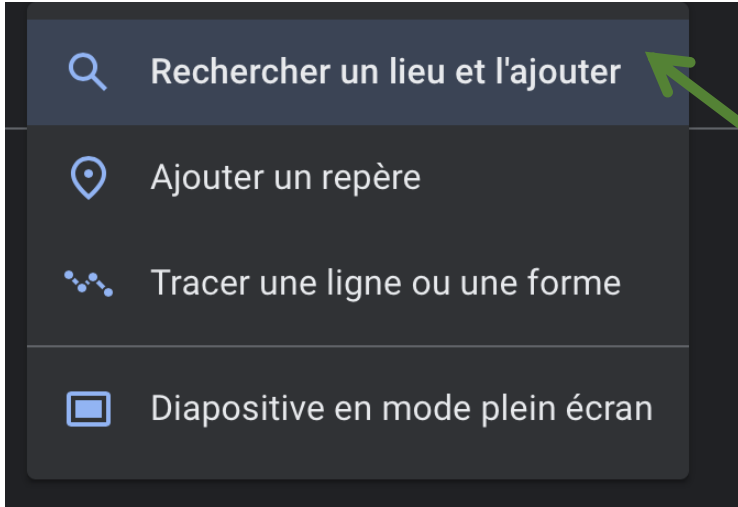 Rechercher un lieu et l'ajouter
Ajouter un repère
Tracer une ligne ou une forme
Diapositive en mode plein écran